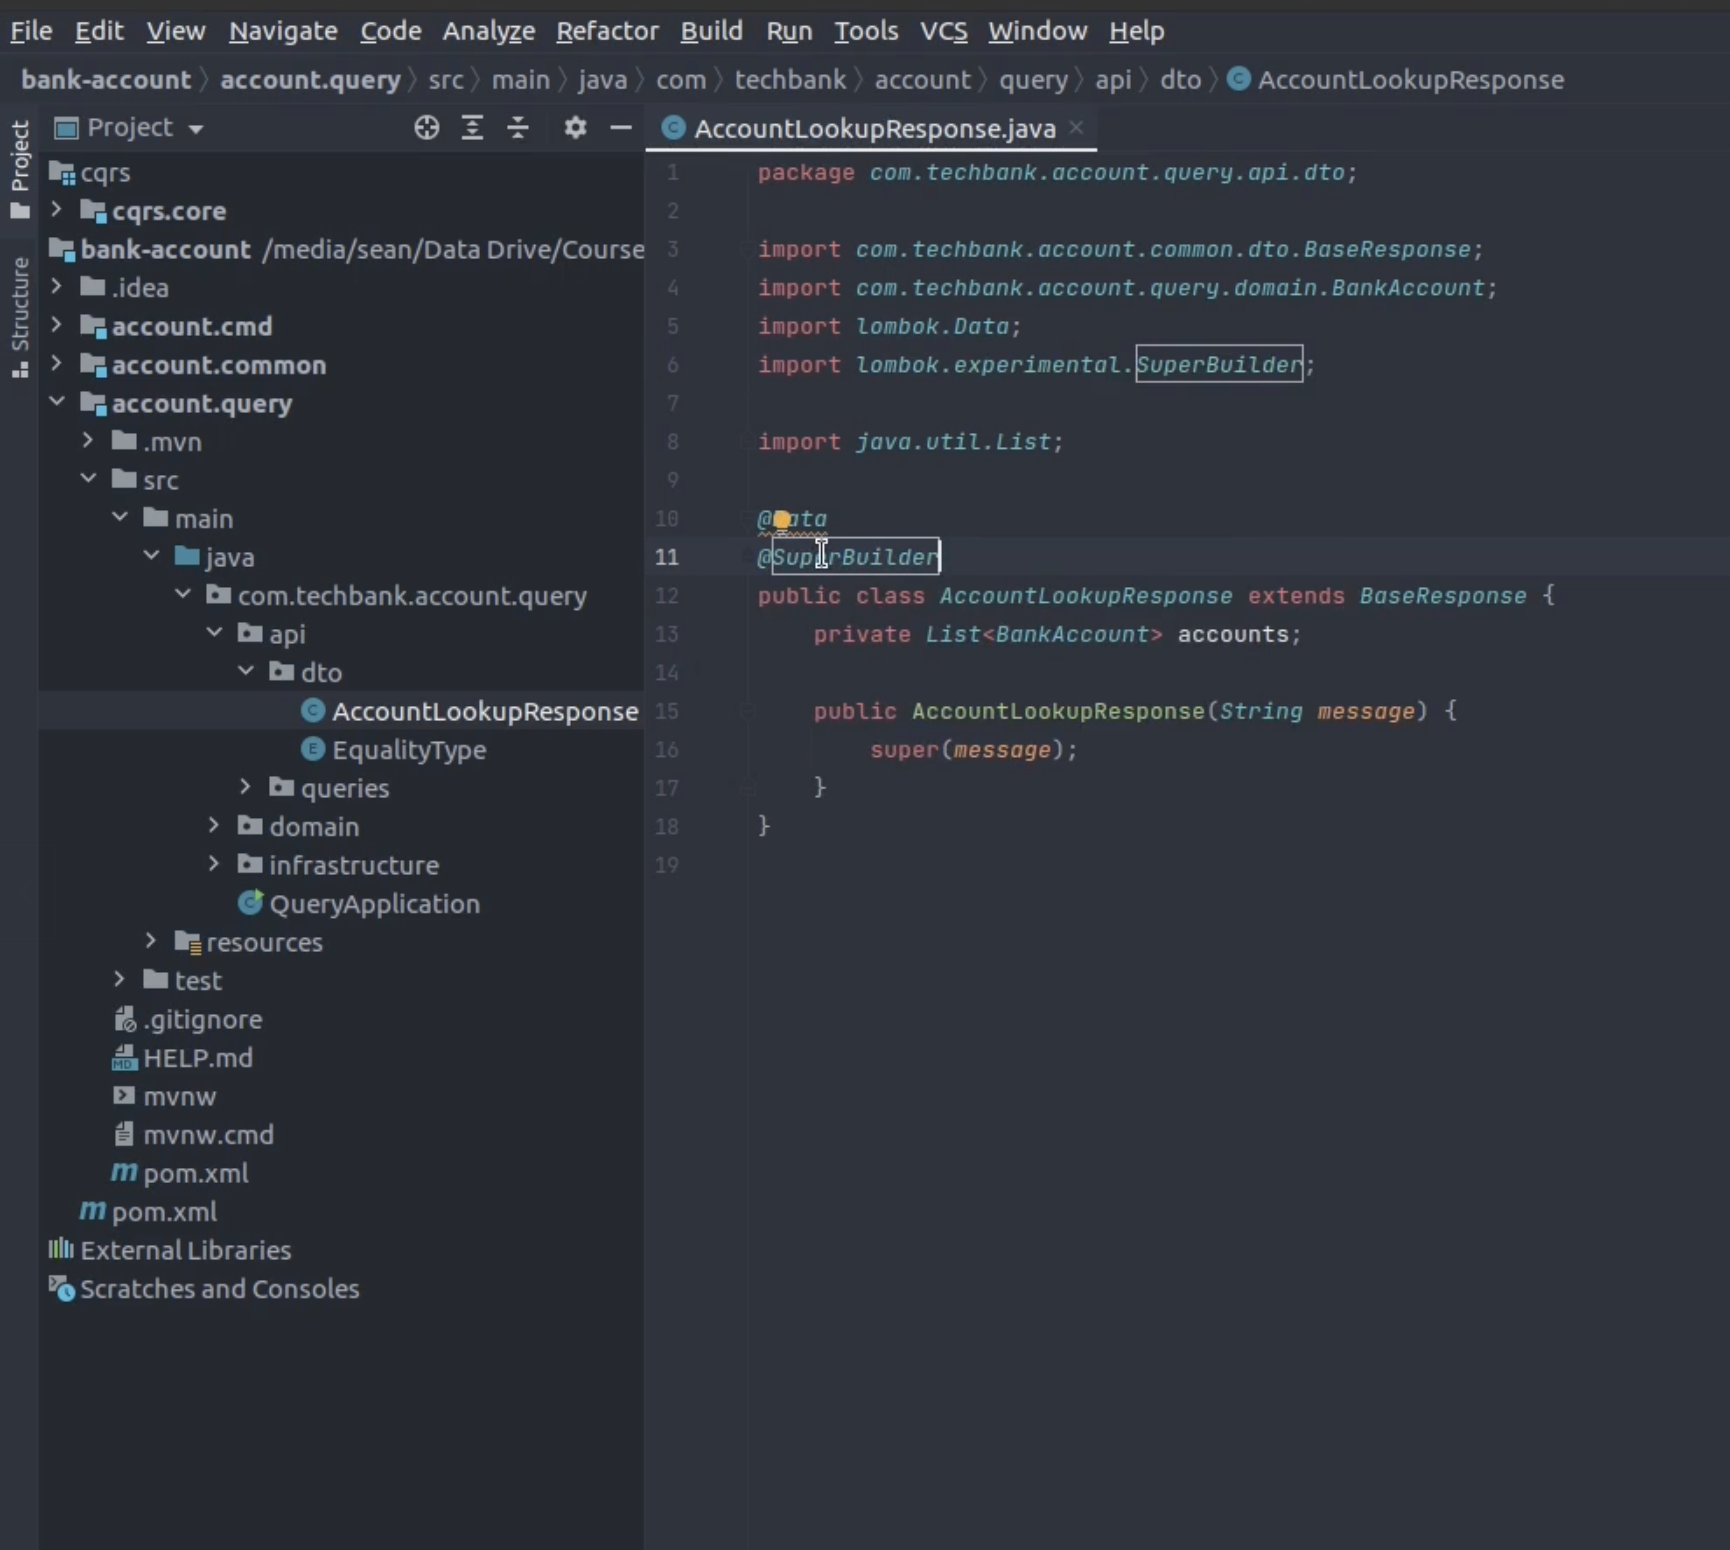 File Edit View Navigate Code Analyze Refactor Build Run Tools VCS Window Help
bank-account account.query src main java com techbank account query api dto AccountLookupResponse
Project
Structure
Project
cqrs
cqrs.core
bank-account /media/sean/Data Drive/Course
.idea
account.cmd
account.common
account.query
.mvn
src
main
java
com.techbank.account.query
api
dto
AccountLookupResponse
EqualityType
queries
domain
infrastructure
QueryApplication
resources
test
.gitignore
HELP.md
mvnw
mvnw.cmd
pom.xml
pom.xml
External Libraries
Scratches and Consoles
AccountLookupResponse.java
1 package com.techbank.account.query.api.dto;
2
3 import com.techbank.account.common.dto.BaseResponse;
4 import com.techbank.account.query.domain.BankAccount;
5 import lombok.Data;
6 import lombok.experimental.SuperBuilder;
7
8 import java.util.List;
9
10 @Data
11 @SuperBuilder
12 public class AccountLookupResponse extends BaseResponse {
13 private List<BankAccount> accounts;
14
15 public AccountLookupResponse(String message) {
16 super(message);
17 }
18 }
19